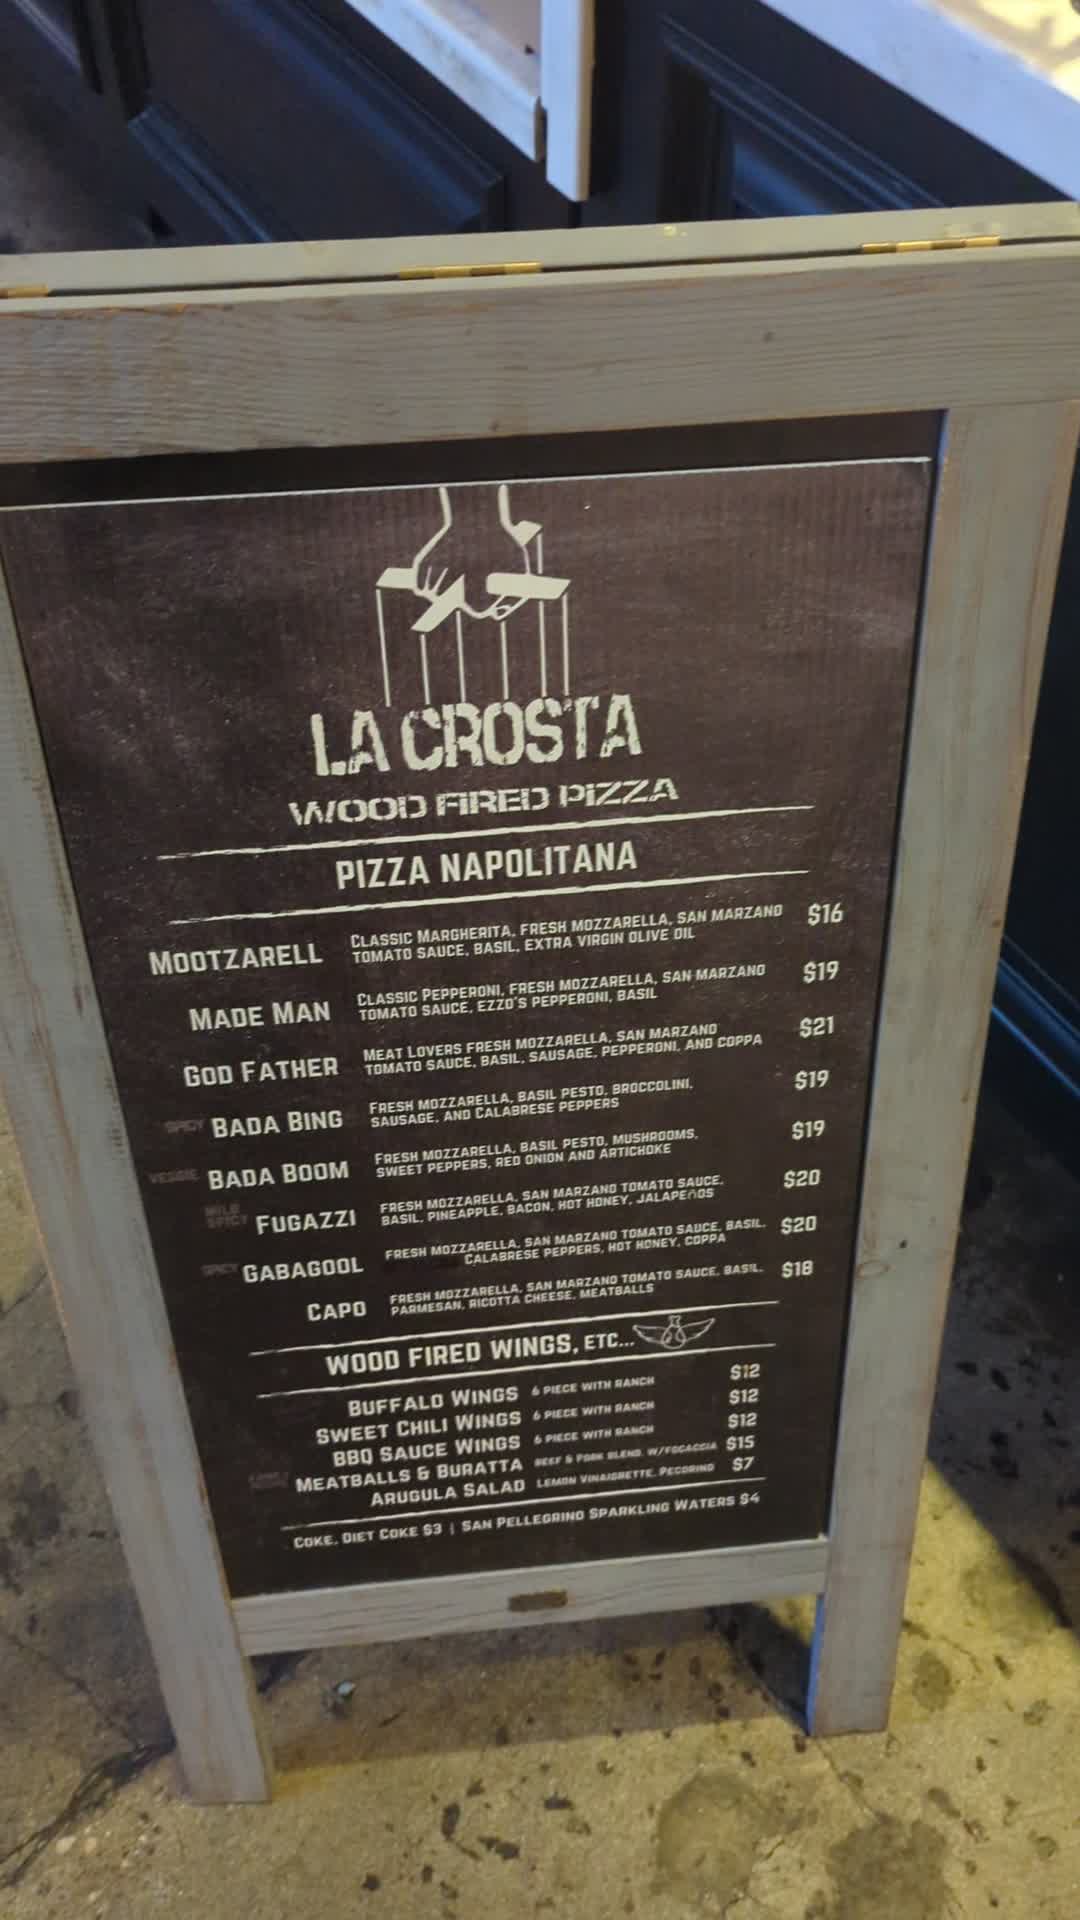 LA CROSTA
WOOD FIRED PIZZA
PIZZA NAPOLITANA
MOOTZARELL CLASSIC MARGHERITA, FRESH MOZZARELLA, SAN MARZANO $16
TOMATO SAUCE, BASIL, EXTRA VIRGIN OLIVE OIL
MADE MAN CLASSIC PEPPERONI, FRESH MOZZARELLA, SAN MARZANO $19
TOMATO SAUCE, EZZO'S PEPPERONI, BASIL
GOD FATHER MEAT LOVERS FRESH MOZZARELLA, SAN MARZANO $21
TOMATO SAUCE, BASIL, SAUSAGE, PEPPERONI, AND COPPA
SPICY BADA BING FRESH MOZZARELLA, BASIL PESTO, BROCCOLINI, $19
SAUSAGE, AND CALABRESE PEPPERS
VEGGIE BADA BOOM FRESH MOZZARELLA, BASIL PESTO, MUSHROOMS, $19
SWEET PEPPERS, RED ONION AND ARTICHOKE
MILD SPICY FUGAZZI FRESH MOZZARELLA, SAN MARZANO TOMATO SAUCE, $20
BASIL, PINEAPPLE, BACON, HOT HONEY, JALAPEÑOS
SPICY GABAGOOL FRESH MOZZARELLA, SAN MARZANO TOMATO SAUCE, BASIL, $20
CALABRESE PEPPERS, HOT HONEY, COPPA
CAPO FRESH MOZZARELLA, SAN MARZANO TOMATO SAUCE, BASIL, $18
PARMESAN, RICOTTA CHEESE, MEATBALLS
WOOD FIRED WINGS, ETC...
BUFFALO WINGS 6 PIECE WITH RANCH $12
SWEET CHILI WINGS 6 PIECE WITH RANCH $12
BBQ SAUCE WINGS 6 PIECE WITH RANCH $12
MEATBALLS & BURATTA BEEF & PORK BLEND, W/FOCACCIA $15
ARUGULA SALAD LEMON VINAIGRETTE, PECORINO $7
COKE, DIET COKE $3 | SAN PELLEGRINO SPARKLING WATERS $4